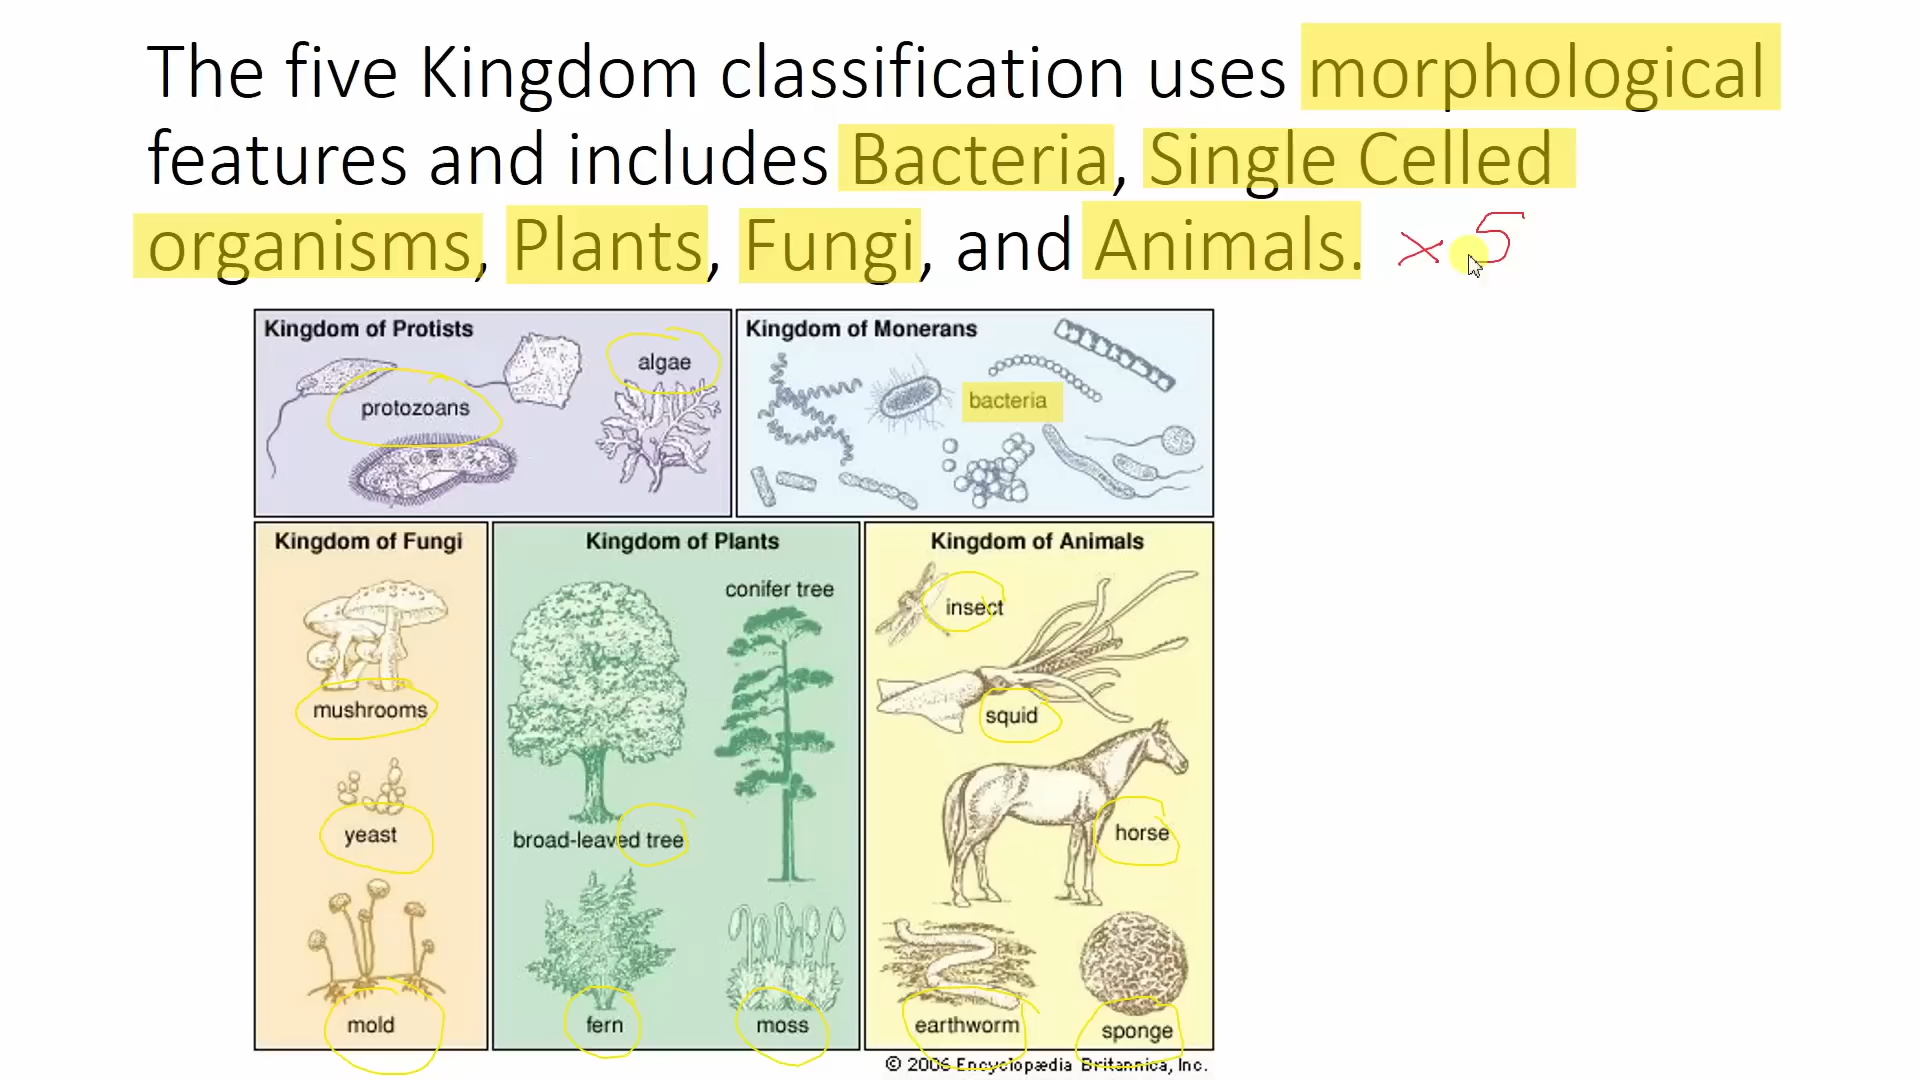 The five Kingdom classification uses morphological
features and includes Bacteria, Single Celled
organisms, Plants, Fungi, and Animals. × 5
Kingdom of Protists
algae
protozoans
Kingdom of Monerans
bacteria
Kingdom of Fungi
mushrooms
yeast
mold
Kingdom of Plants
conifer tree
broad-leaved tree
fern
moss
Kingdom of Animals
insect
squid
horse
earthworm
sponge
© 2006 Encyclopædia Britannica, Inc.